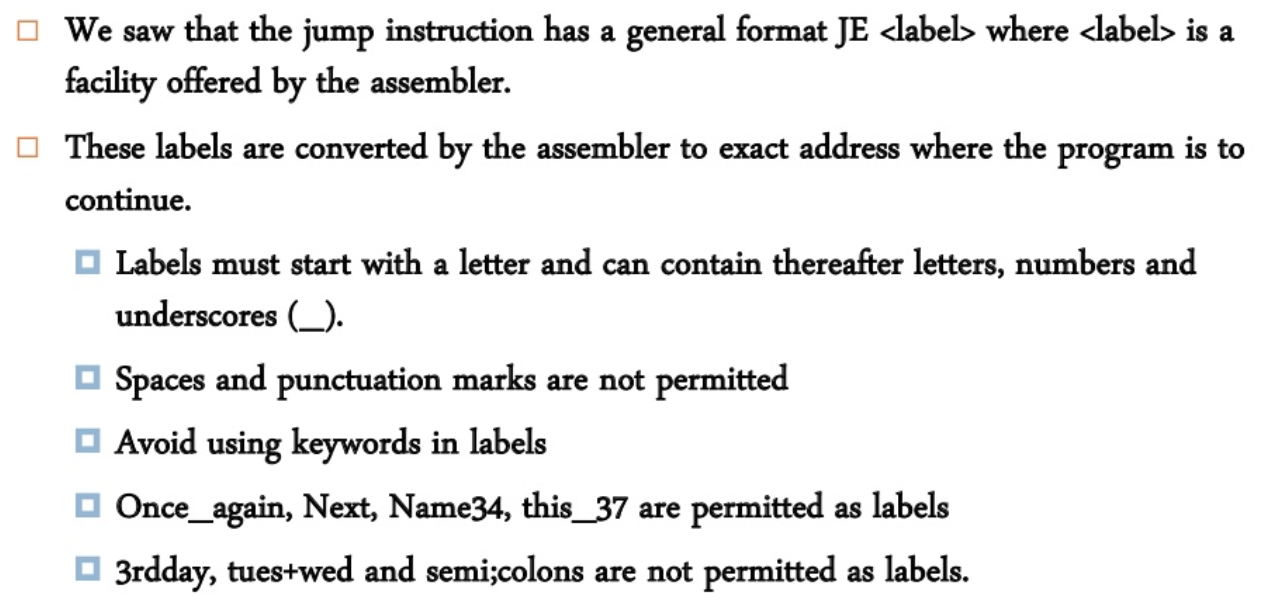 We saw that the jump instruction has a general format JE <label> where <label> is a
facility offered by the assembler.
These labels are converted by the assembler to exact address where the program is to
continue.
Labels must start with a letter and can contain thereafter letters, numbers and
underscores (_).
Spaces and punctuation marks are not permitted
Avoid using keywords in labels
Once_again, Next, Name34, this_37 are permitted as labels
3rdday, tues+wed and semi;colons are not permitted as labels.